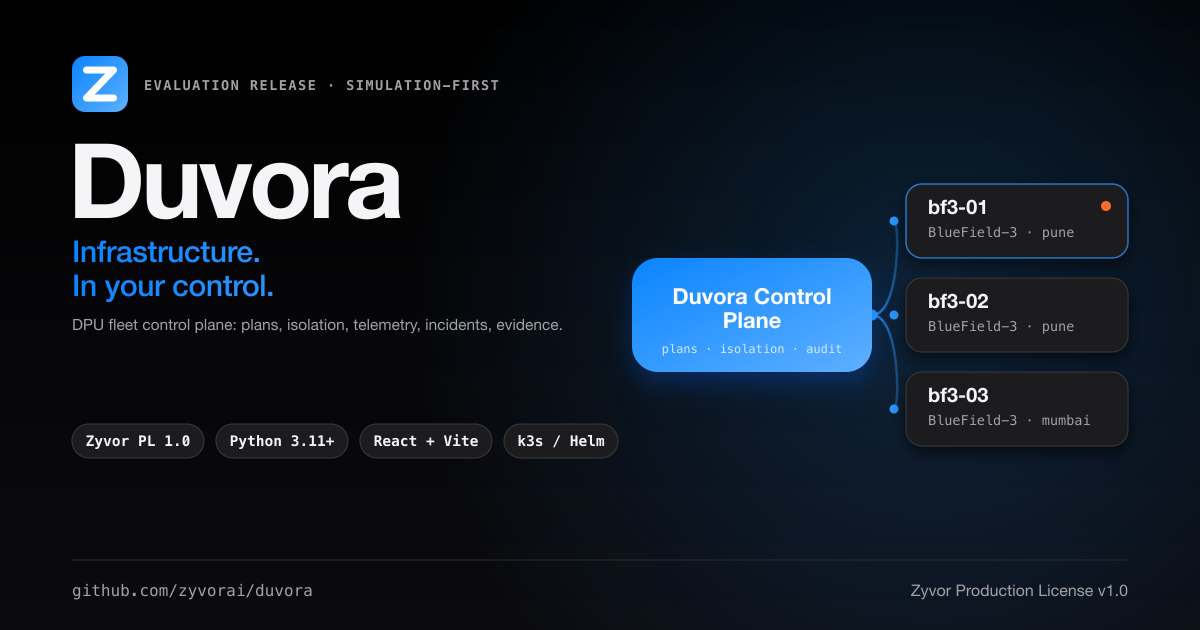 Z
EVALUATION RELEASE · SIMULATION-FIRST
Duvora
Infrastructure.
In your control.
DPU fleet control plane: plans, isolation, telemetry, incidents, evidence.
Zyvor PL 1.0
Python 3.11+
React + Vite
k3s / Helm
Duvora Control
Plane
plans · isolation · audit
bf3-01
BlueField-3 · pune
bf3-02
BlueField-3 · pune
bf3-03
BlueField-3 · mumbai
github.com/zyvorai/duvora
Zyvor Production License v1.0